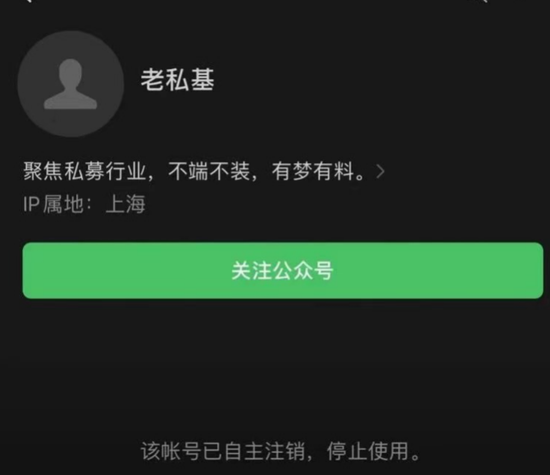 老私基
聚焦私募行业，不端不装，有梦有料。
IP属地：上海
关注公众号
该帐号已自主注销，停止使用。